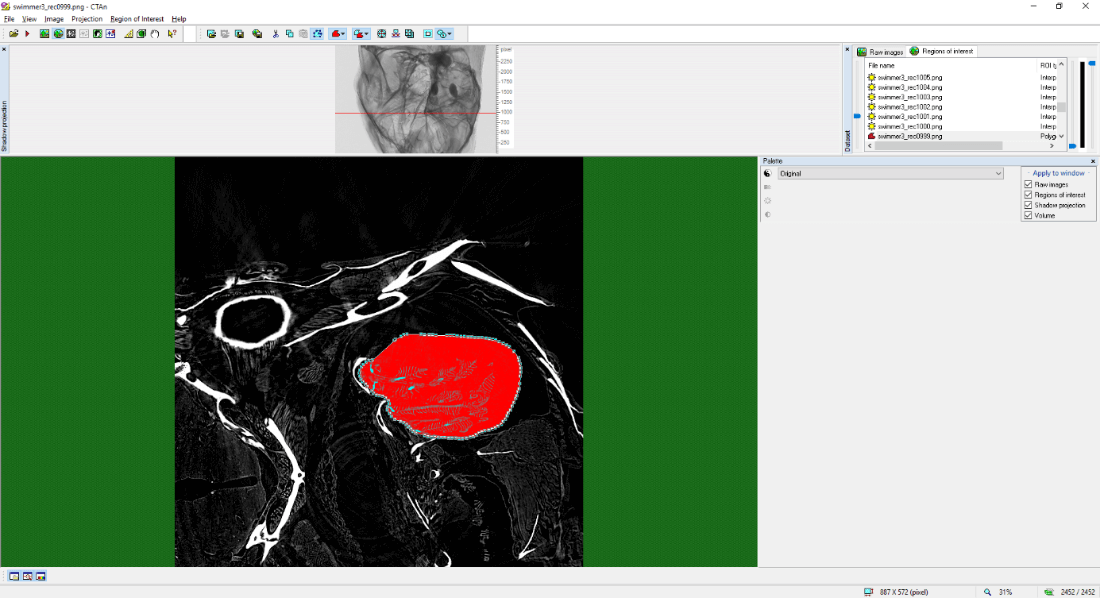 swimmer3_rec0999.png - CTAn
File View Image Projection Region of Interest Help
Shadow projection
pixel
2250
2000
1750
1500
1250
1000
750
500
250
Dataset
Raw images Regions of interest
File name ROI ty
swimmer3_rec1005.png Interp
swimmer3_rec1004.png Interp
swimmer3_rec1003.png Interp
swimmer3_rec1002.png Interp
swimmer3_rec1001.png Interp
swimmer3_rec1000.png Interp
swimmer3_rec0999.png Polyg
Palette
Original
Apply to window
Raw images
Regions of interest
Shadow projection
Volume
887 X 572 (pixel) 31% 2452 / 2452